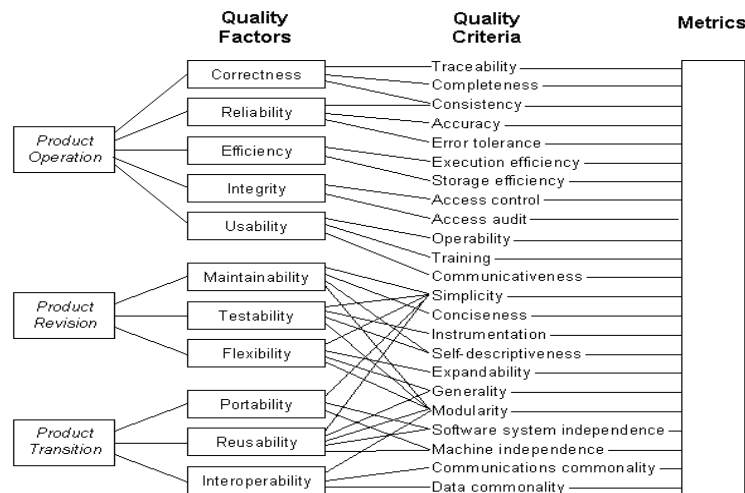 Quality
Factors
Quality
Criteria
Metrics
Product
Operation
Product
Revision
Product
Transition
Correctness
Reliability
Efficiency
Integrity
Usability
Maintainability
Testability
Flexibility
Portability
Reusability
Interoperability
Traceability
Completeness
Consistency
Accuracy
Error tolerance
Execution efficiency
Storage efficiency
Access control
Access audit
Operability
Training
Communicativeness
Simplicity
Conciseness
Instrumentation
Self-descriptiveness
Expandability
Generality
Modularity
Software system independence
Machine independence
Communications commonality
Data commonality